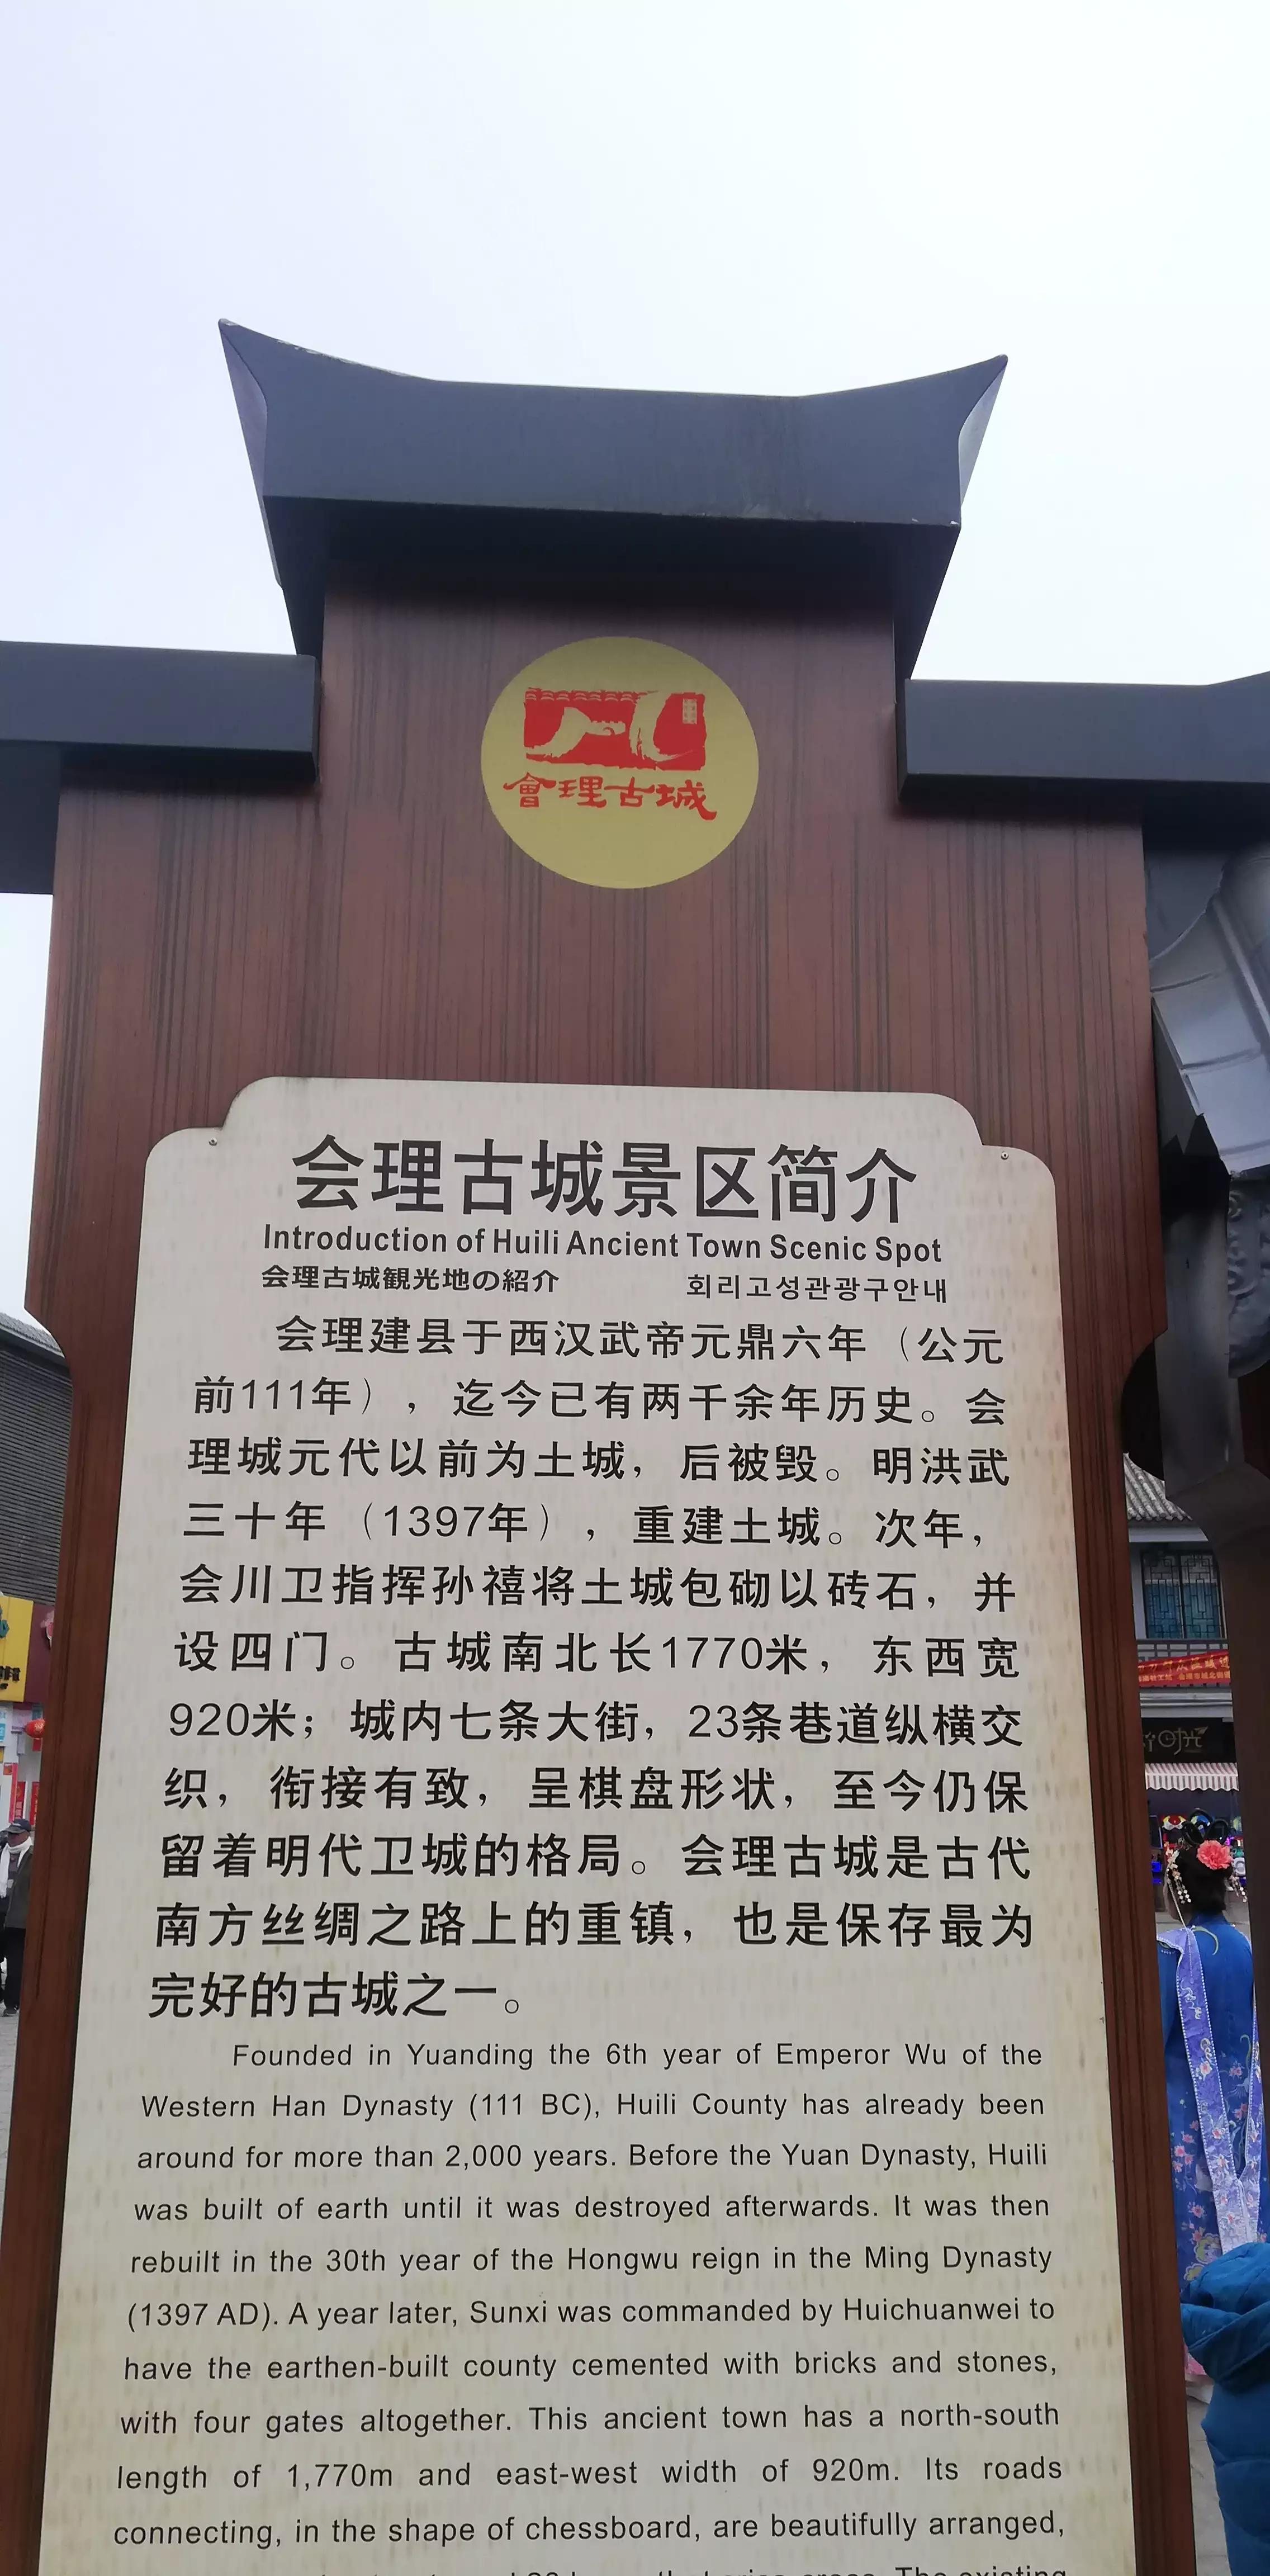 會理古城
会理古城景区简介
Introduction of Huili Ancient Town Scenic Spot
会理古城観光地の紹介 회리고성관광구안내
会理建县于西汉武帝元鼎六年（公元
前111年），迄今已有两千余年历史。会
理城元代以前为土城，后被毁。明洪武
三十年（1397年），重建土城。次年，
会川卫指挥孙禧将土城包砌以砖石，并
设四门。古城南北长1770米，东西宽
920米；城内七条大街，23条巷道纵横交
织，衔接有致，呈棋盘形状，至今仍保
留着明代卫城的格局。会理古城是古代
南方丝绸之路上的重镇，也是保存最为
完好的古城之一。
Founded in Yuanding the 6th year of Emperor Wu of the
Western Han Dynasty (111 BC), Huili County has already been
around for more than 2,000 years. Before the Yuan Dynasty, Huili
was built of earth until it was destroyed afterwards. It was then
rebuilt in the 30th year of the Hongwu reign in the Ming Dynasty
(1397 AD). A year later, Sunxi was commanded by Huichuanwei to
have the earthen-built county cemented with bricks and stones,
with four gates altogether. This ancient town has a north-south
length of 1,770m and east-west width of 920m. Its roads
connecting, in the shape of chessboard, are beautifully arranged,
The existing
时光